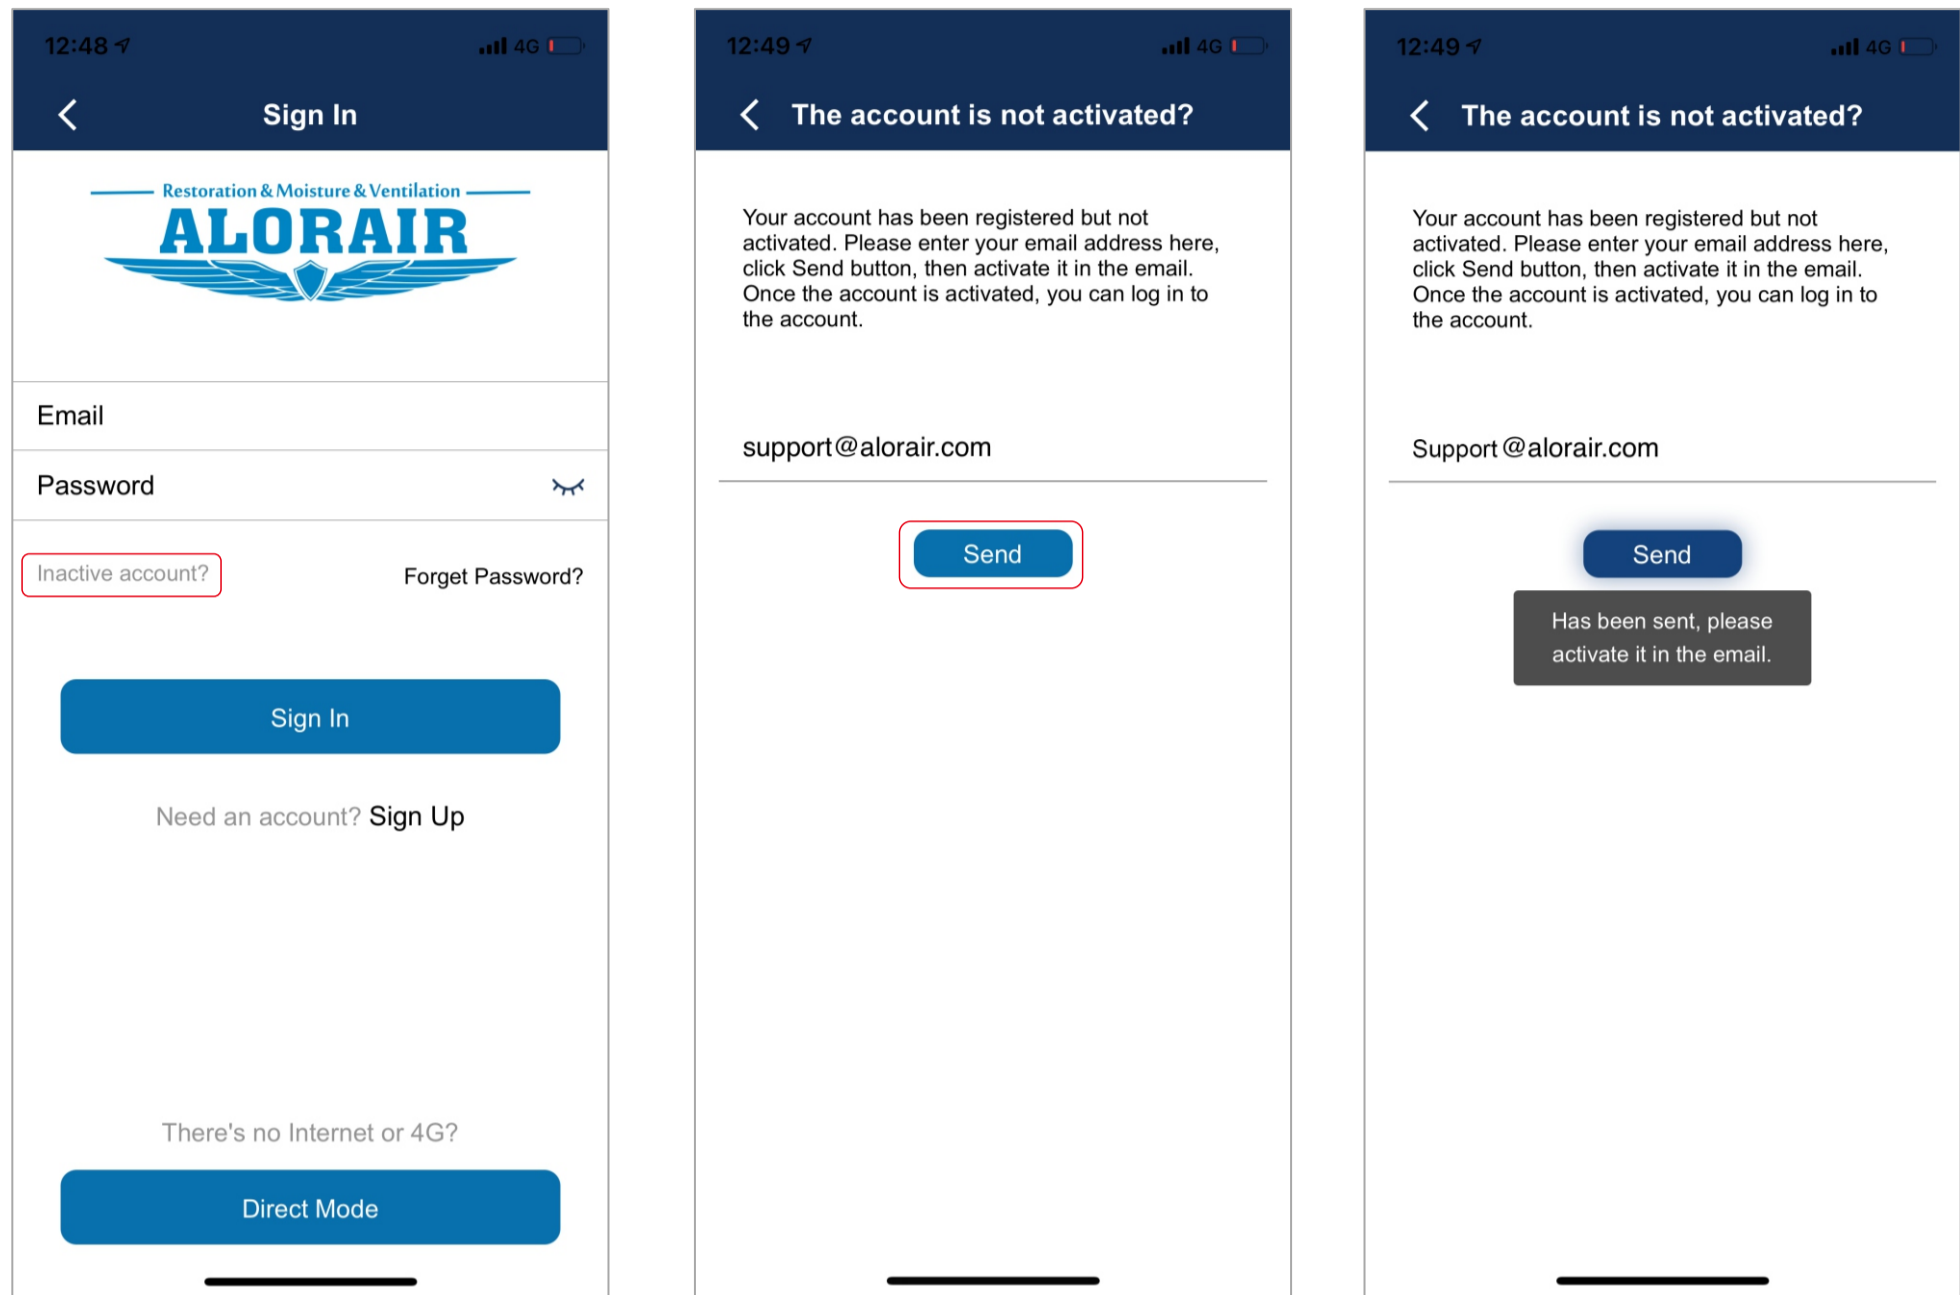 12:48
4G
Sign In
Restoration & Moisture & Ventilation
ALORAIR
Email
Password
Inactive account?
Forget Password?
Sign In
Need an account? Sign Up
There's no Internet or 4G?
Direct Mode
12:49
4G
The account is not activated?
Your account has been registered but not
activated. Please enter your email address here,
click Send button, then activate it in the email.
Once the account is activated, you can log in to
the account.
support@alorair.com
Send
12:49
4G
The account is not activated?
Your account has been registered but not
activated. Please enter your email address here,
click Send button, then activate it in the email.
Once the account is activated, you can log in to
the account.
Support@alorair.com
Send
Has been sent, please
activate it in the email.